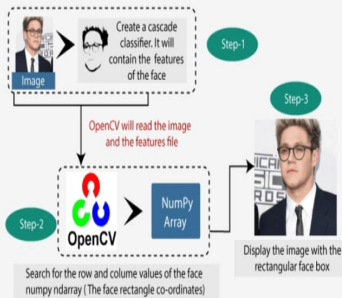 Create a cascade
classifier. It will
contain the features
of the face
Step-1
Image
Step-3
OpenCV will read the image
and the features file
NumPy
Array
Step-2
OpenCV
Display the image with the
rectangular face box
Search for the row and colume values of the face
numpy ndarray ( The face rectangle co-ordinates)